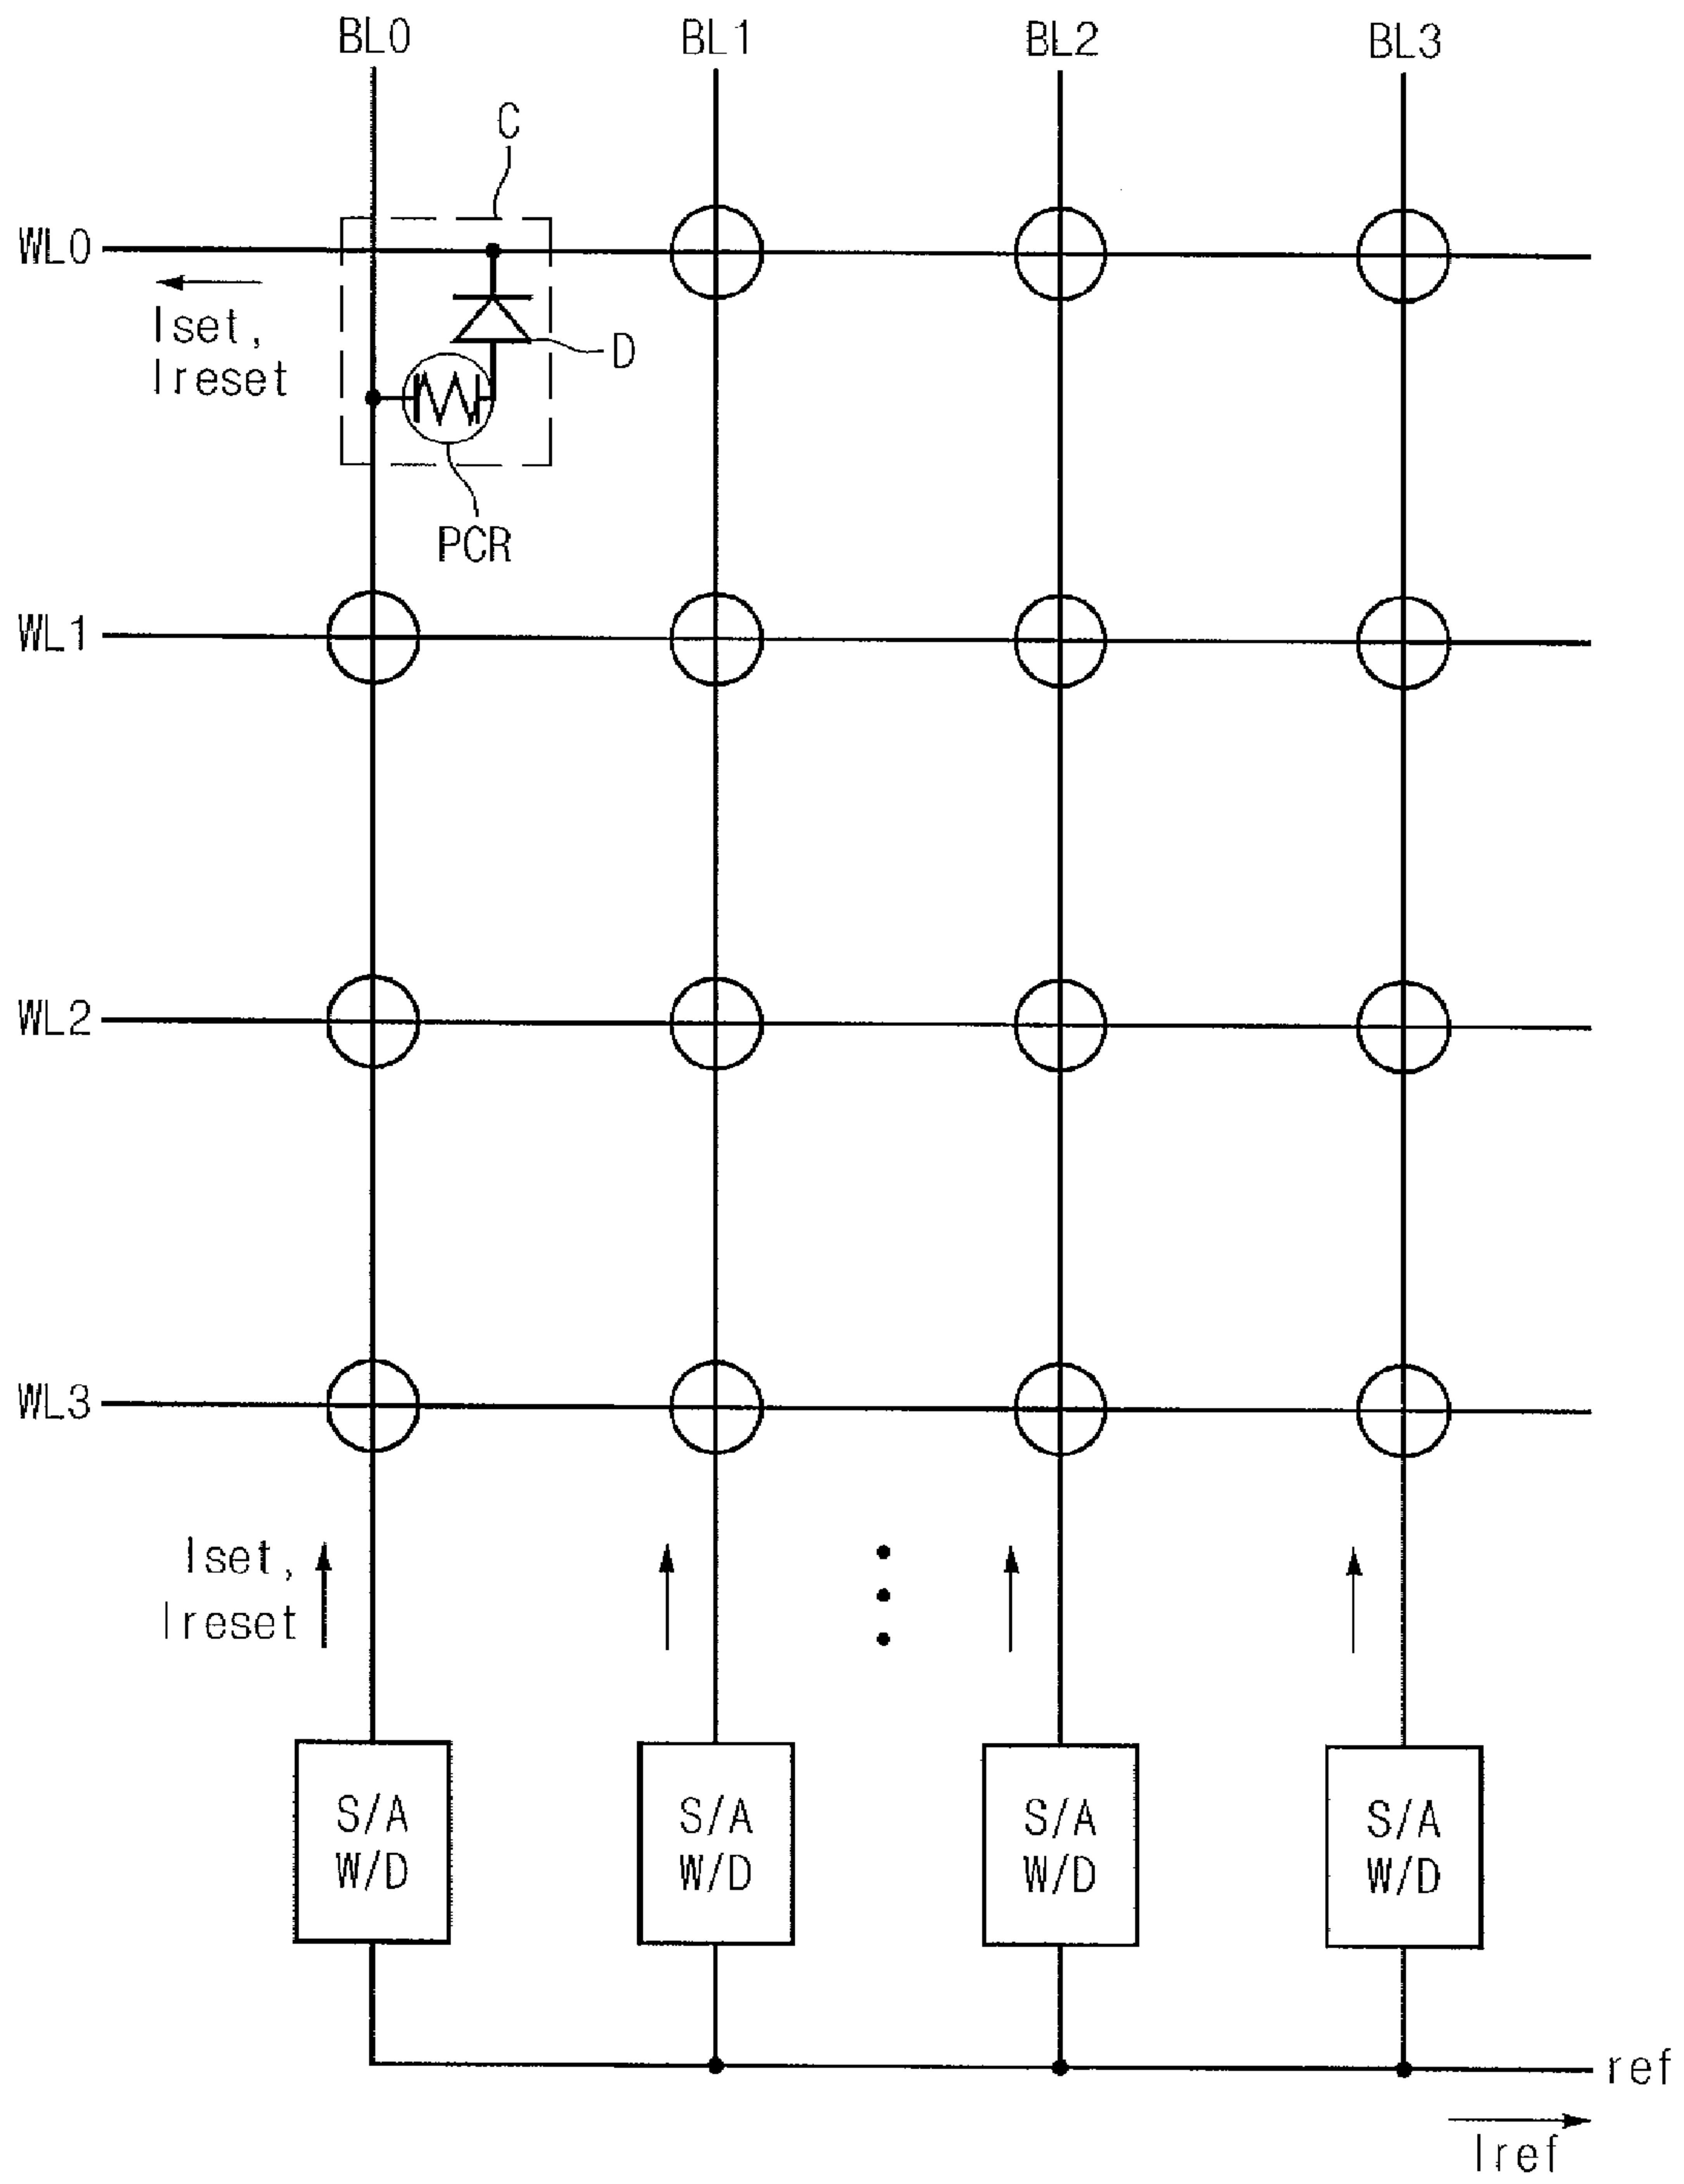 BL0 BL1 BL2 BL3
C
WL0
Iset,
Ireset
D
PCR
WL1
WL2
WL3
Iset,
Ireset
S/A S/A S/A S/A
W/D W/D W/D W/D
ref
Iref